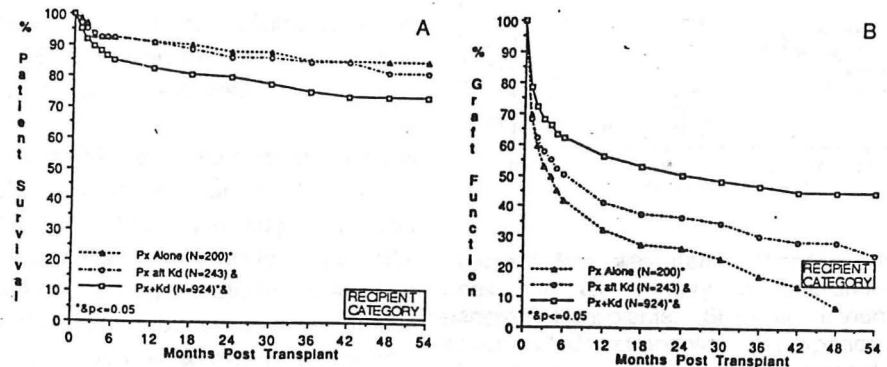 A
% Patient Survival
100
90
80
70
60
50
40
30
20
10
0
Px Alone (N=200)*
Px aft Kd (N=243) &
Px+Kd (N=924)*&
*&p<=0.05
RECIPIENT
CATEGORY
0 6 12 18 24 30 36 42 48 54
Months Post Transplant
B
% Graft Function
100
90
80
70
60
50
40
30
20
10
0
Px Alone (N=200)*
Px aft Kd (N=243) &
Px+Kd (N=924)*&
*&p<=0.05
RECIPIENT
CATEGORY
0 6 12 18 24 30 36 42 48 54
Months Post Transplant